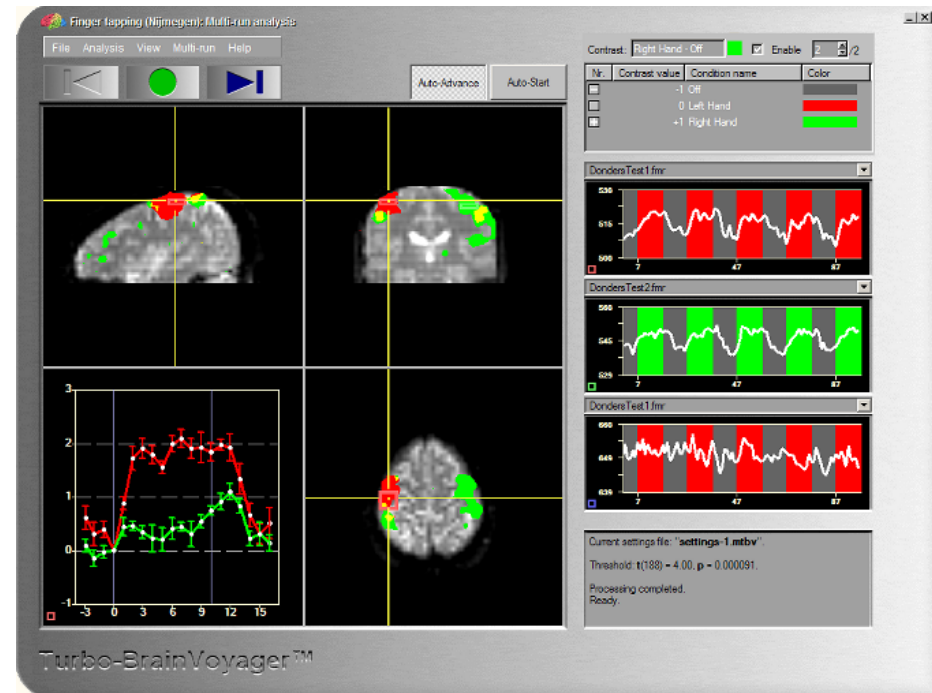 Finger tapping (Nijmegen): Multi-run analysis
File Analysis View Multi-run Help
Auto-Advance
Auto-Start
Contrast: Right Hand - Off
Enable
2
/2
Nr. Contrast value Condition name Color
-1 Off
0 Left Hand
+1 Right Hand
DondersTest1.fmr
530
515
500
7 47 87
DondersTest2.fmr
566
545
529
7 47 87
DondersTest1.fmr
660
649
639
7 47 87
3
2
1
0
-1
-3 0 3 6 9 12 15
Current settings file: "settings-1.mtbv".
Threshold: t(188) = 4.00, p = 0.000091.
Processing completed.
Ready.
Turbo-BrainVoyager™